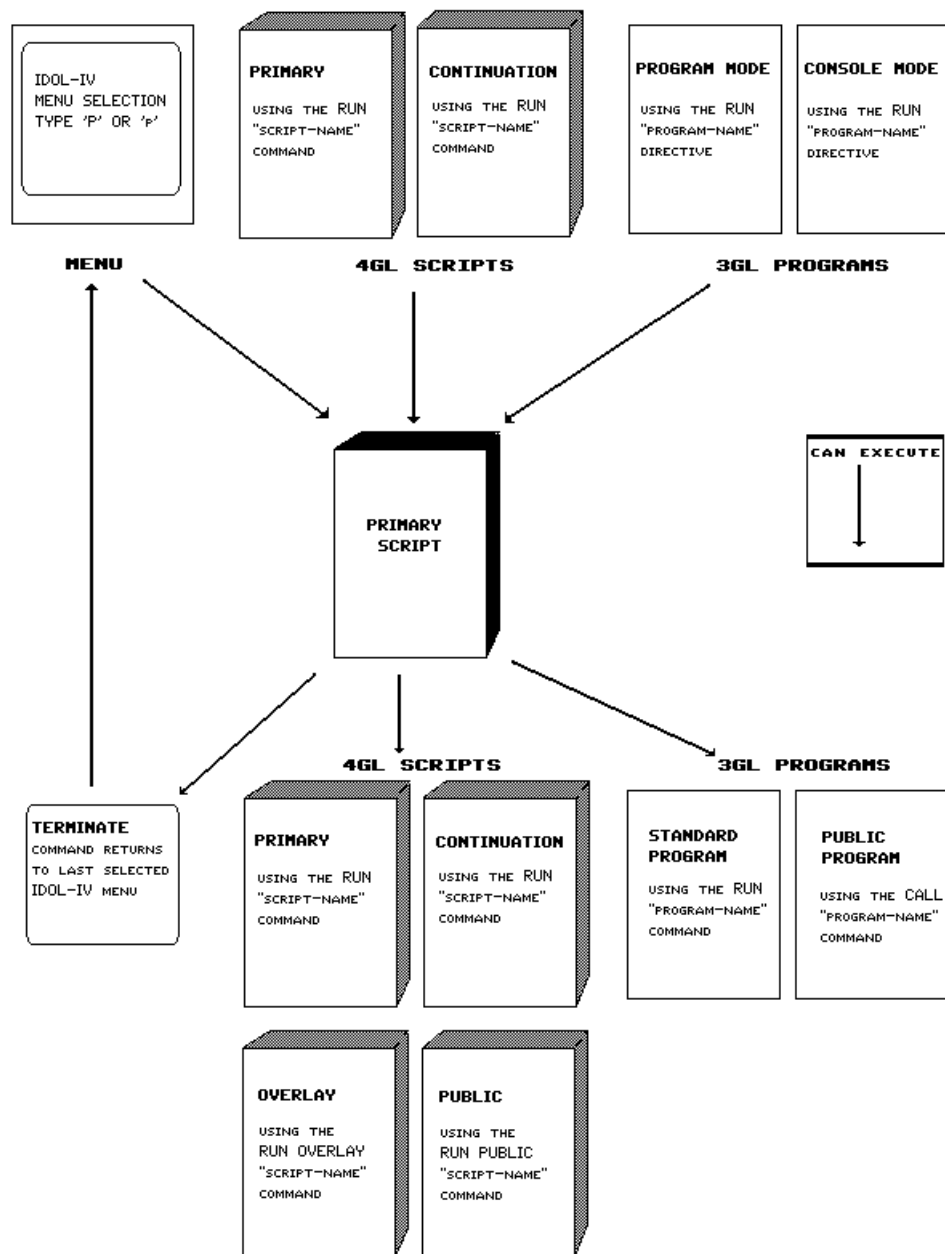 IDOL-IV
MENU SELECTION
TYPE 'P' OR 'P'
MENU
PRIMARY
USING THE RUN
"SCRIPT-NAME"
COMMAND
CONTINUATION
USING THE RUN
"SCRIPT-NAME"
COMMAND
4GL SCRIPTS
PROGRAM MODE
USING THE RUN
"PROGRAM-NAME"
DIRECTIVE
CONSOLE MODE
USING THE RUN
"PROGRAM-NAME"
DIRECTIVE
3GL PROGRAMS
PRIMARY
SCRIPT
CAN EXECUTE
TERMINATE
COMMAND RETURNS
TO LAST SELECTED
IDOL-IV MENU
4GL SCRIPTS
PRIMARY
USING THE RUN
"SCRIPT-NAME"
COMMAND
CONTINUATION
USING THE RUN
"SCRIPT-NAME"
COMMAND
OVERLAY
USING THE
RUN OVERLAY
"SCRIPT-NAME"
COMMAND
PUBLIC
USING THE
RUN PUBLIC
"SCRIPT-NAME"
COMMAND
3GL PROGRAMS
STANDARD
PROGRAM
USING THE RUN
"PROGRAM-NAME"
COMMAND
PUBLIC
PROGRAM
USING THE CALL
"PROGRAM-NAME"
COMMAND